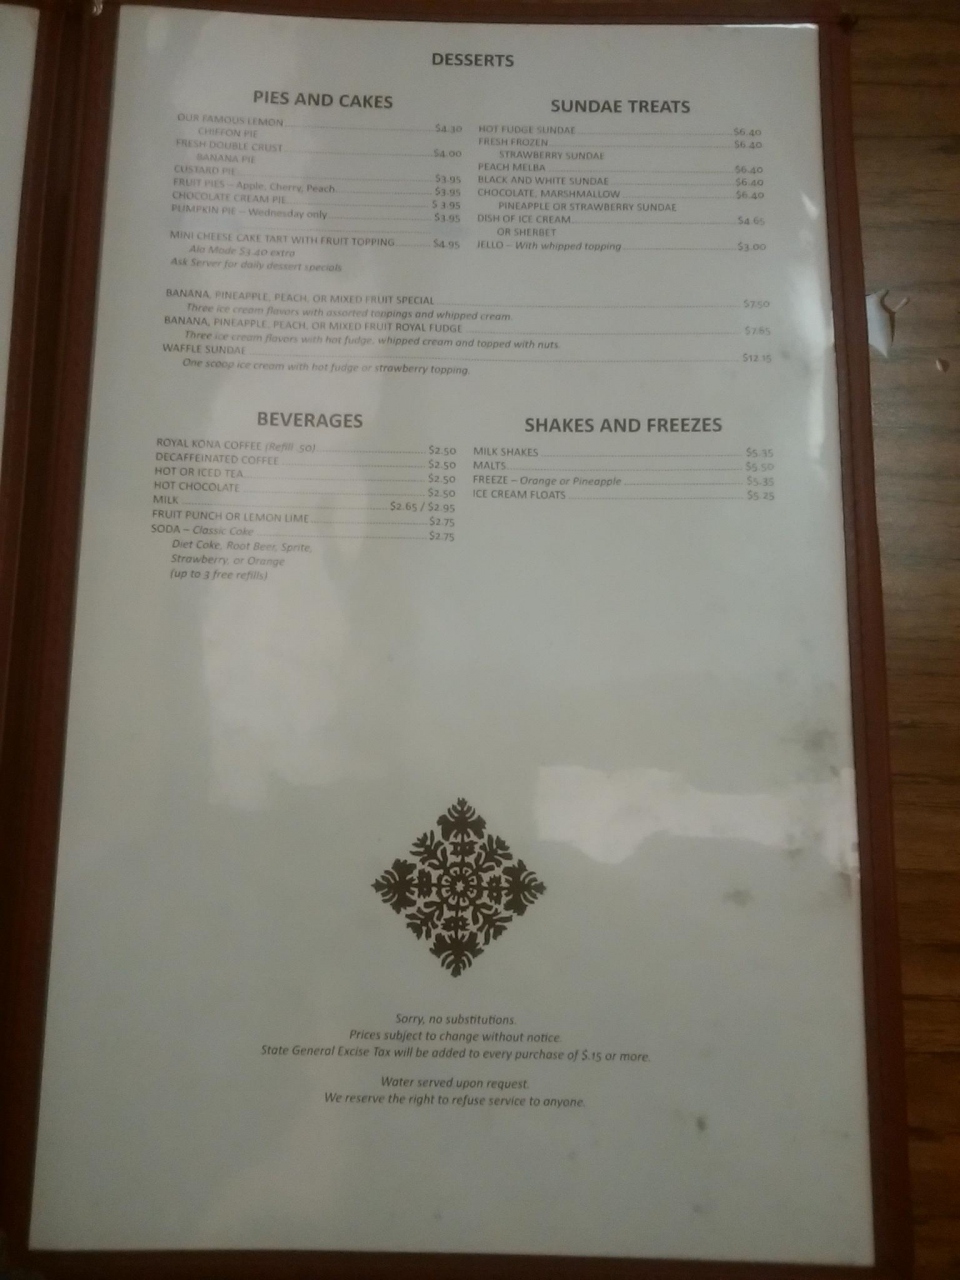 DESSERTS
PIES AND CAKES
OUR FAMOUS LEMON $4.30
CHIFFON PIE
FRESH DOUBLE CRUST $4.00
BANANA PIE
CUSTARD PIE $3.95
FRUIT PIES – Apple, Cherry, Peach $3.95
CHOCOLATE CREAM PIE $ 3.95
PUMPKIN PIE – Wednesday only $3.95
MINI CHEESE CAKE TART WITH FRUIT TOPPING $4.95
Ala Mode $3.40 extra
Ask Server for daily dessert specials
SUNDAE TREATS
HOT FUDGE SUNDAE $6.40
FRESH FROZEN $6.40
STRAWBERRY SUNDAE
PEACH MELBA $6.40
BLACK AND WHITE SUNDAE $6.40
CHOCOLATE, MARSHMALLOW $6.40
PINEAPPLE OR STRAWBERRY SUNDAE
DISH OF ICE CREAM $4.65
OR SHERBET
JELLO – With whipped topping $3.00
BANANA, PINEAPPLE, PEACH, OR MIXED FRUIT SPECIAL $7.50
Three ice cream flavors with assorted toppings and whipped cream.
BANANA, PINEAPPLE, PEACH, OR MIXED FRUIT ROYAL FUDGE $7.85
Three ice cream flavors with hot fudge, whipped cream and topped with nuts.
WAFFLE SUNDAE $12.15
One scoop ice cream with hot fudge or strawberry topping.
BEVERAGES
ROYAL KONA COFFEE (Refill .50) $2.50
DECAFFEINATED COFFEE $2.50
HOT OR ICED TEA $2.50
HOT CHOCOLATE $2.50
MILK $2.65 / $2.95
FRUIT PUNCH OR LEMON LIME $2.75
SODA – Classic Coke $2.75
Diet Coke, Root Beer, Sprite,
Strawberry, or Orange
(up to 3 free refills)
SHAKES AND FREEZES
MILK SHAKES $5.35
MALTS $5.50
FREEZE – Orange or Pineapple $5.35
ICE CREAM FLOATS $5.25
Sorry, no substitutions.
Prices subject to change without notice.
State General Excise Tax will be added to every purchase of $.15 or more.
Water served upon request.
We reserve the right to refuse service to anyone.